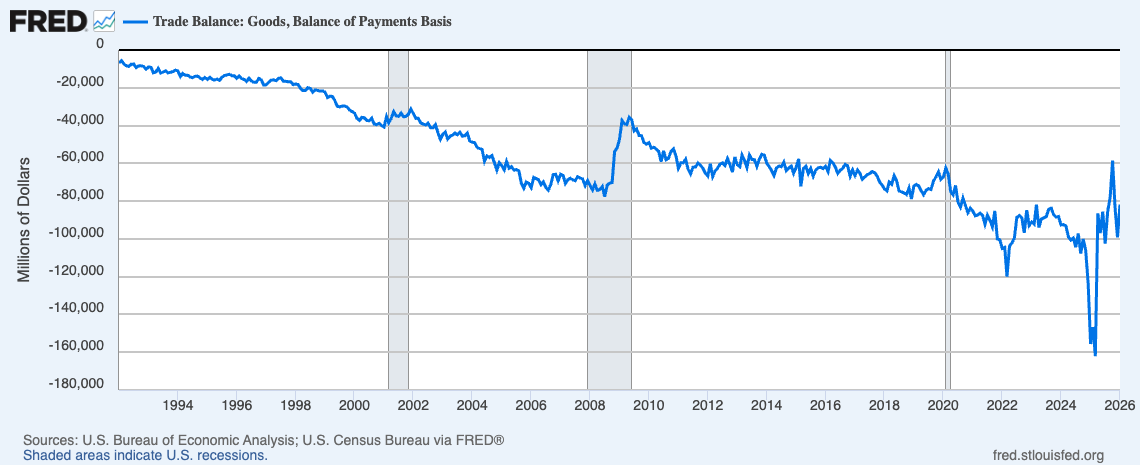 FRED Trade Balance: Goods, Balance of Payments Basis
0
-20,000
-40,000
-60,000
-80,000
-100,000
-120,000
-140,000
-160,000
-180,000
Millions of Dollars
1994 1996 1998 2000 2002 2004 2006 2008 2010 2012 2014 2016 2018 2020 2022 2024 2026
Sources: U.S. Bureau of Economic Analysis; U.S. Census Bureau via FRED®
Shaded areas indicate U.S. recessions. fred.stlouisfed.org